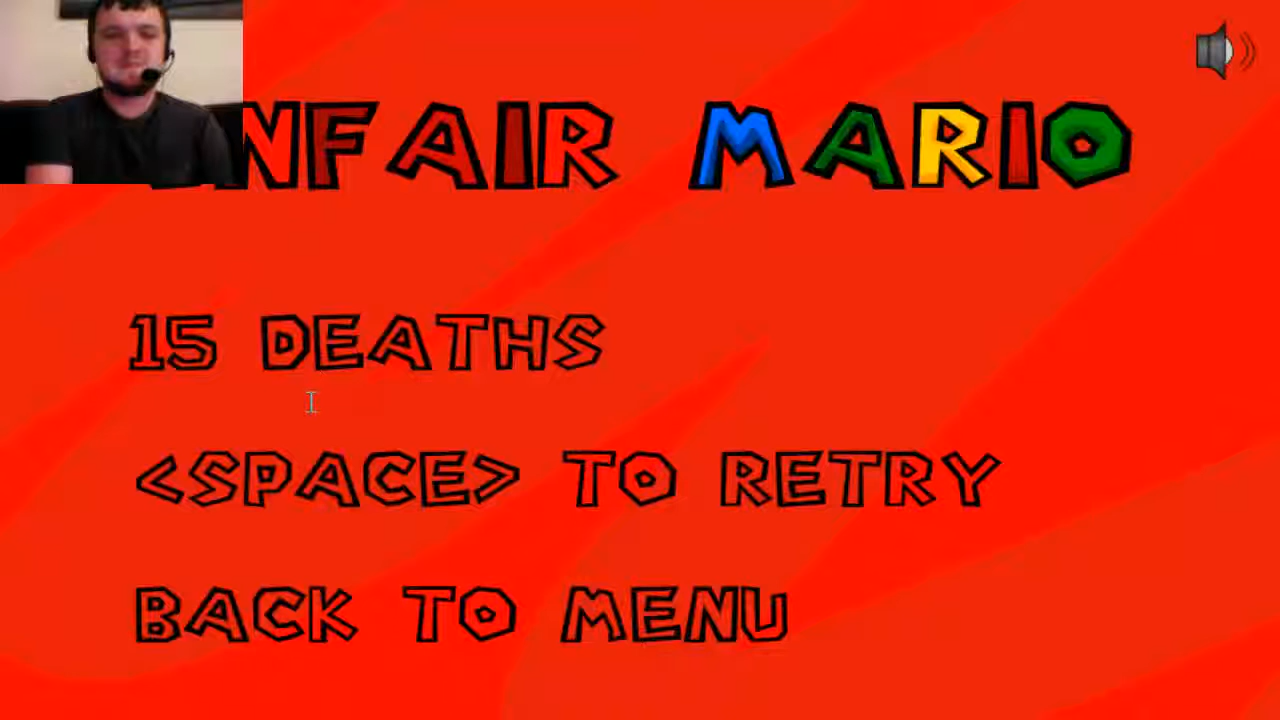 NFAIR MARIO
15 DEATHS
<SPACE> TO RETRY
BACK TO MENU